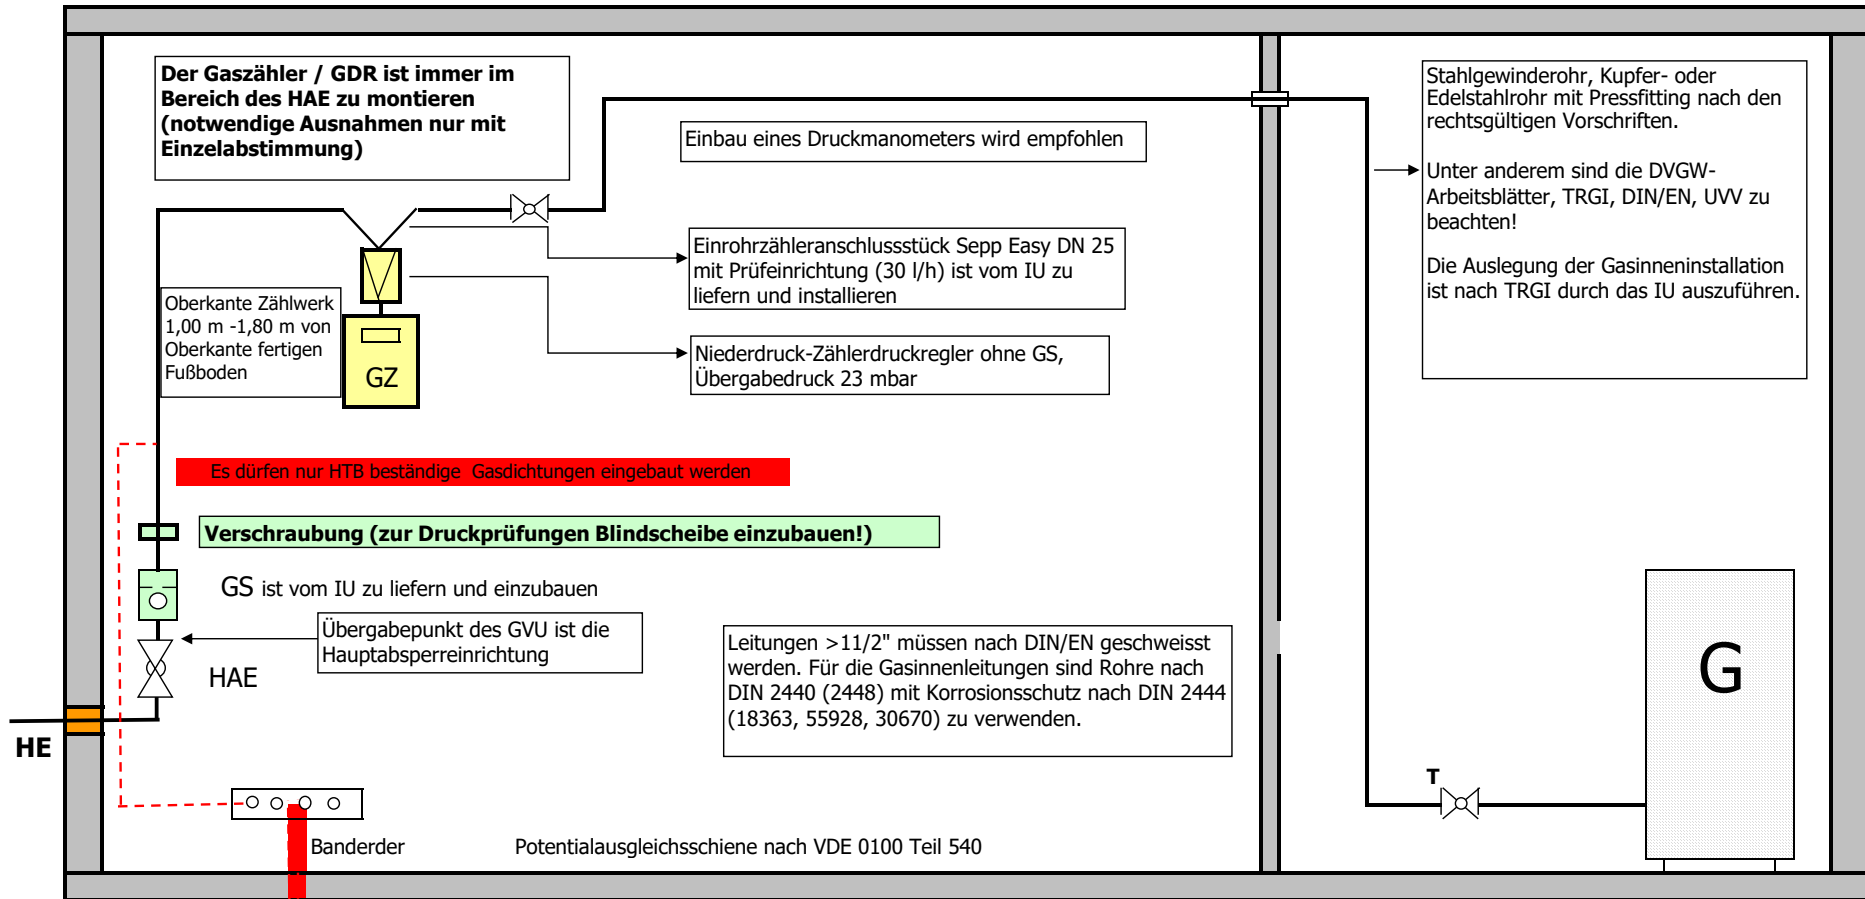 Der Gaszähler / GDR ist immer im
Bereich des HAE zu montieren
(notwendige Ausnahmen nur mit
Einzelabstimmung)
Einbau eines Druckmanometers wird empfohlen
Stahlgewinderohr, Kupfer- oder
Edelstahlrohr mit Pressfitting nach den
rechtsgültigen Vorschriften.
Unter anderem sind die DVGW-
Arbeitsblätter, TRGI, DIN/EN, UVV zu
beachten!
Die Auslegung der Gasinneninstallation
ist nach TRGI durch das IU auszuführen.
Einrohrzähleranschlussstück Sepp Easy DN 25
mit Prüfeinrichtung (30 l/h) ist vom IU zu
liefern und installieren
Oberkante Zählwerk
1,00 m -1,80 m von
Oberkante fertigen
Fußboden
GZ
Niederdruck-Zählerdruckregler ohne GS,
Übergabedruck 23 mbar
Es dürfen nur HTB beständige  Gasdichtungen eingebaut werden
Verschraubung (zur Druckprüfungen Blindscheibe einzubauen!)
GS ist vom IU zu liefern und einzubauen
Übergabepunkt des GVU ist die
Hauptabsperreinrichtung
HAE
Leitungen >11/2" müssen nach DIN/EN geschweisst
werden. Für die Gasinnenleitungen sind Rohre nach
DIN 2440 (2448) mit Korrosionsschutz nach DIN 2444
(18363, 55928, 30670) zu verwenden.
G
HE
T
Banderder
Potentialausgleichsschiene nach VDE 0100 Teil 540